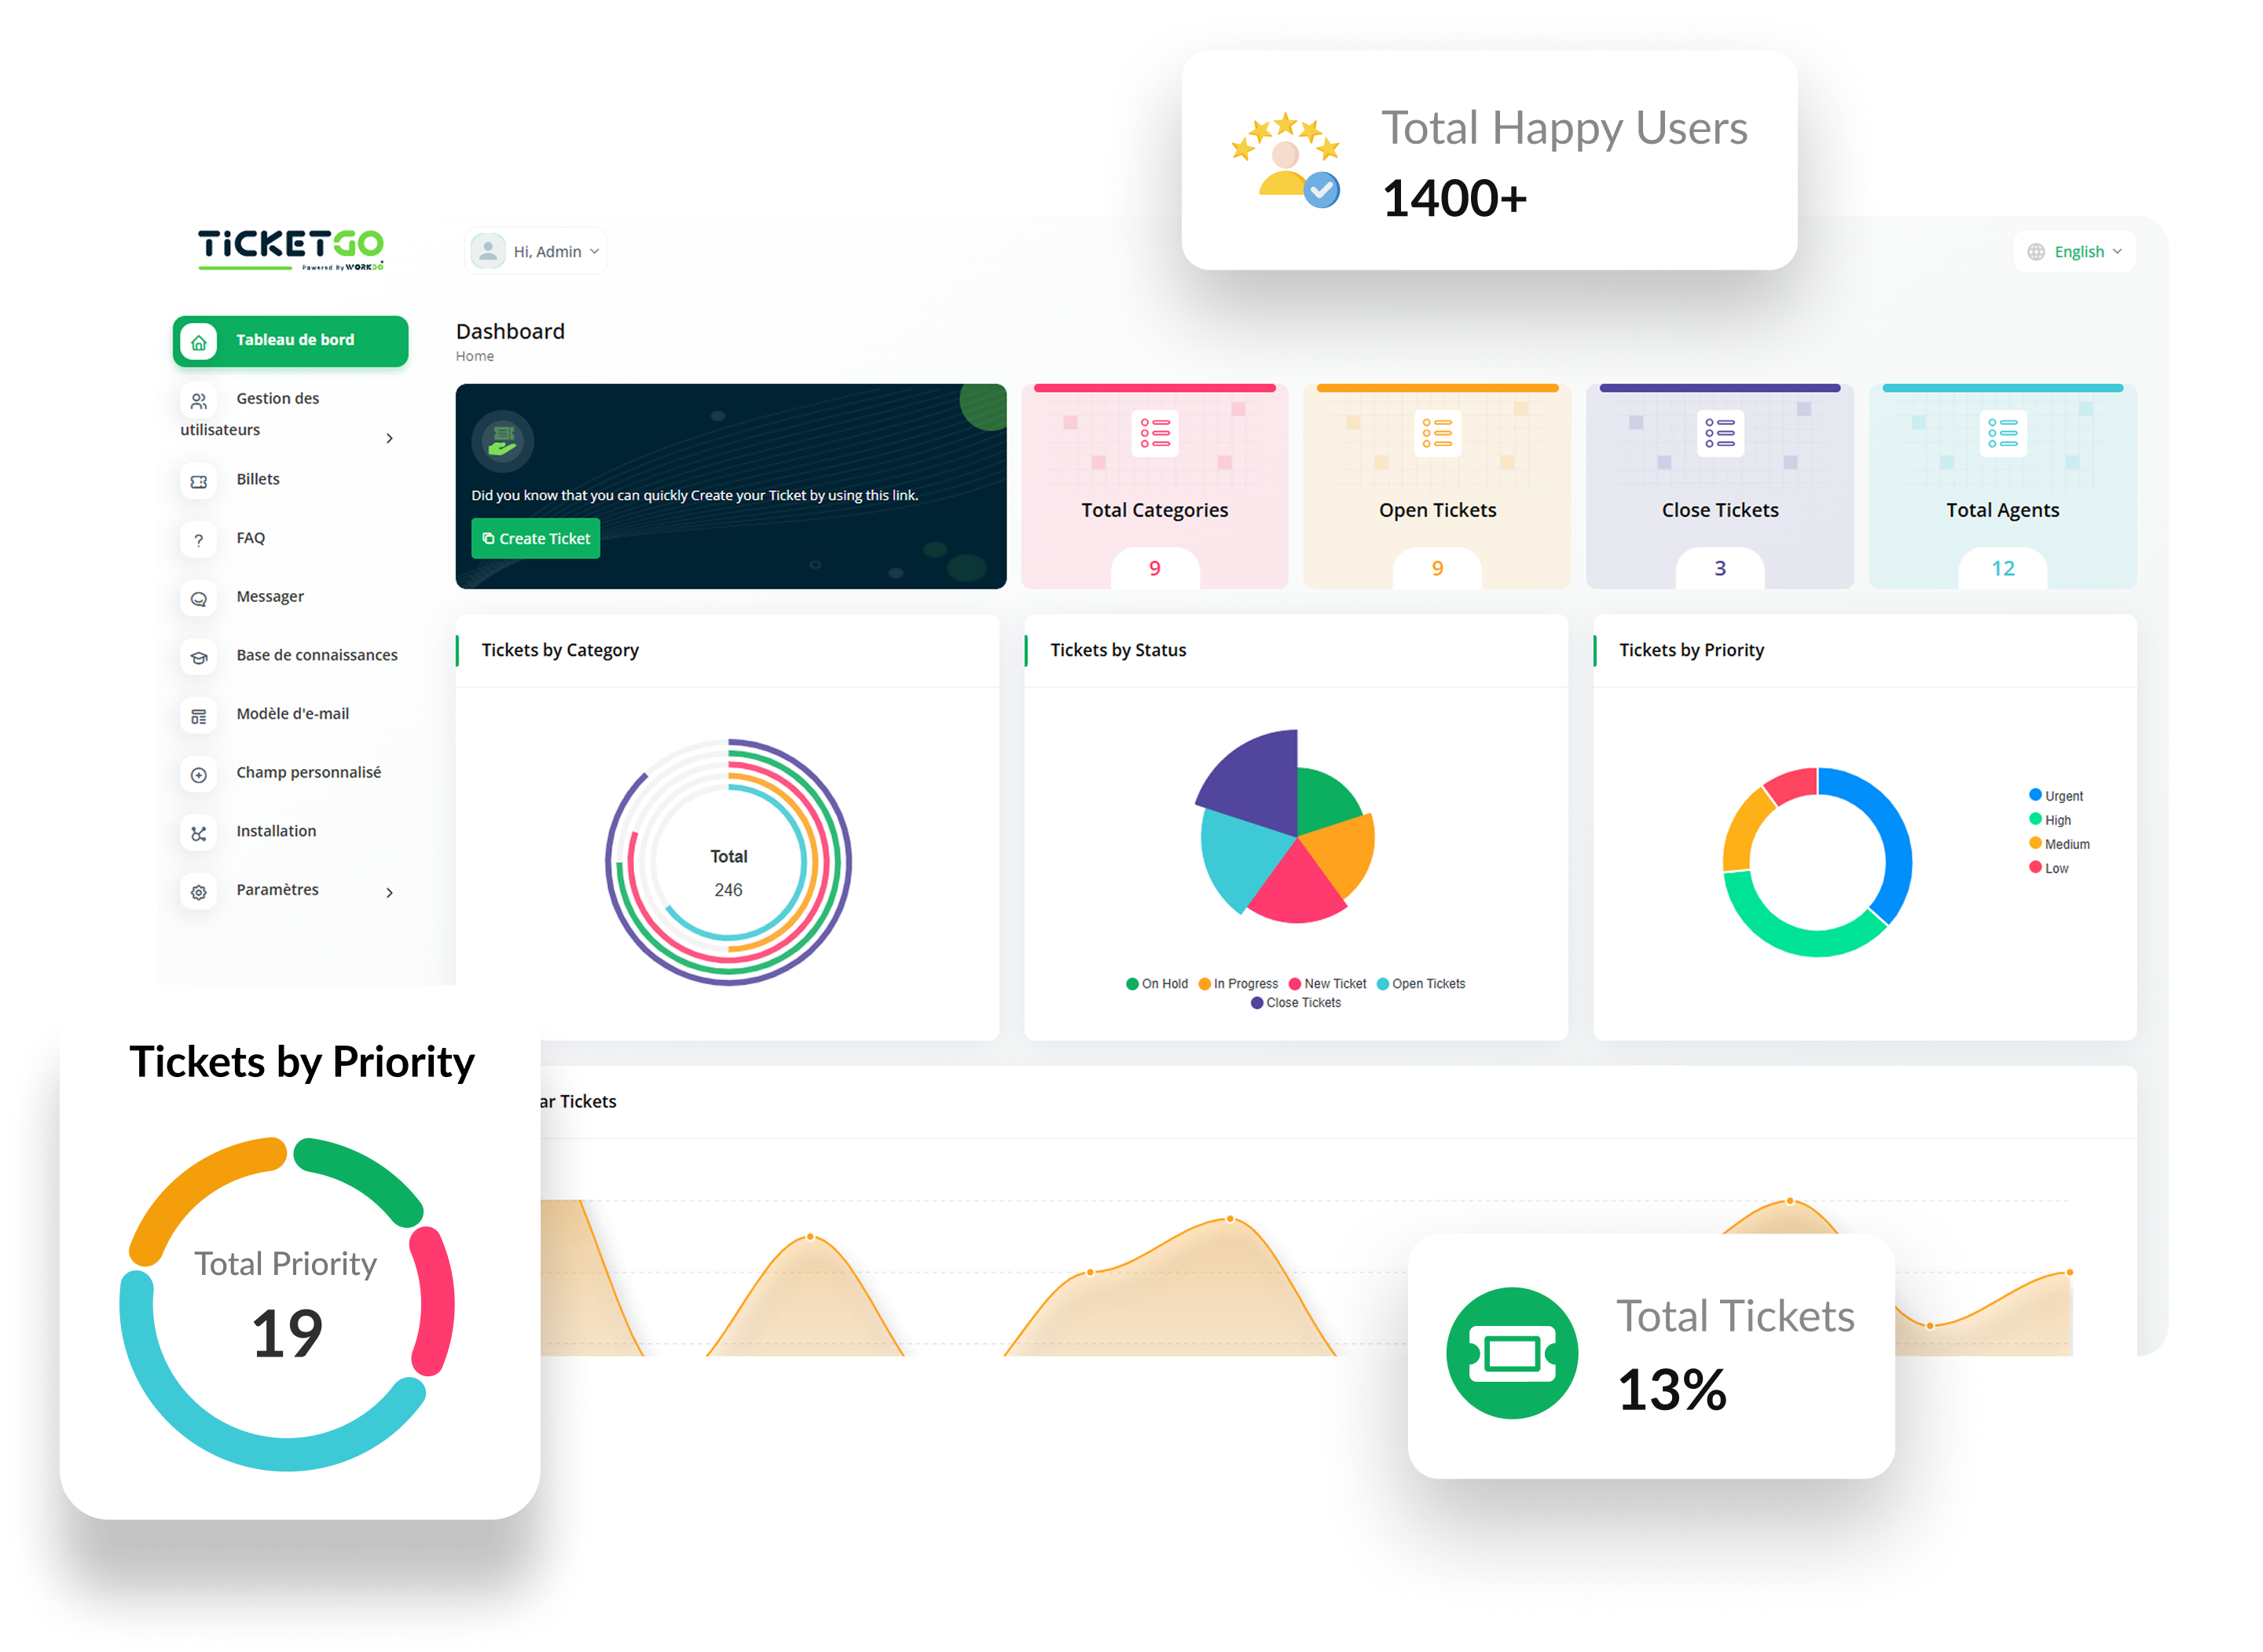 Total Happy Users
1400+
TiCKETGO
Powered By WORKDO
Hi, Admin
English
Tableau de bord
Gestion des
utilisateurs
Billets
FAQ
Messager
Base de connaissances
Modèle d'e-mail
Champ personnalisé
Installation
Paramètres
Dashboard
Home
Did you know that you can quickly Create your Ticket by using this link.
Create Ticket
Total Categories
9
Open Tickets
9
Close Tickets
3
Total Agents
12
Tickets by Category
Total
246
Tickets by Status
On Hold In Progress New Ticket Open Tickets
Close Tickets
Tickets by Priority
Urgent
High
Medium
Low
Tickets by Priority
Total Priority
19
ar Tickets
Total Tickets
13%